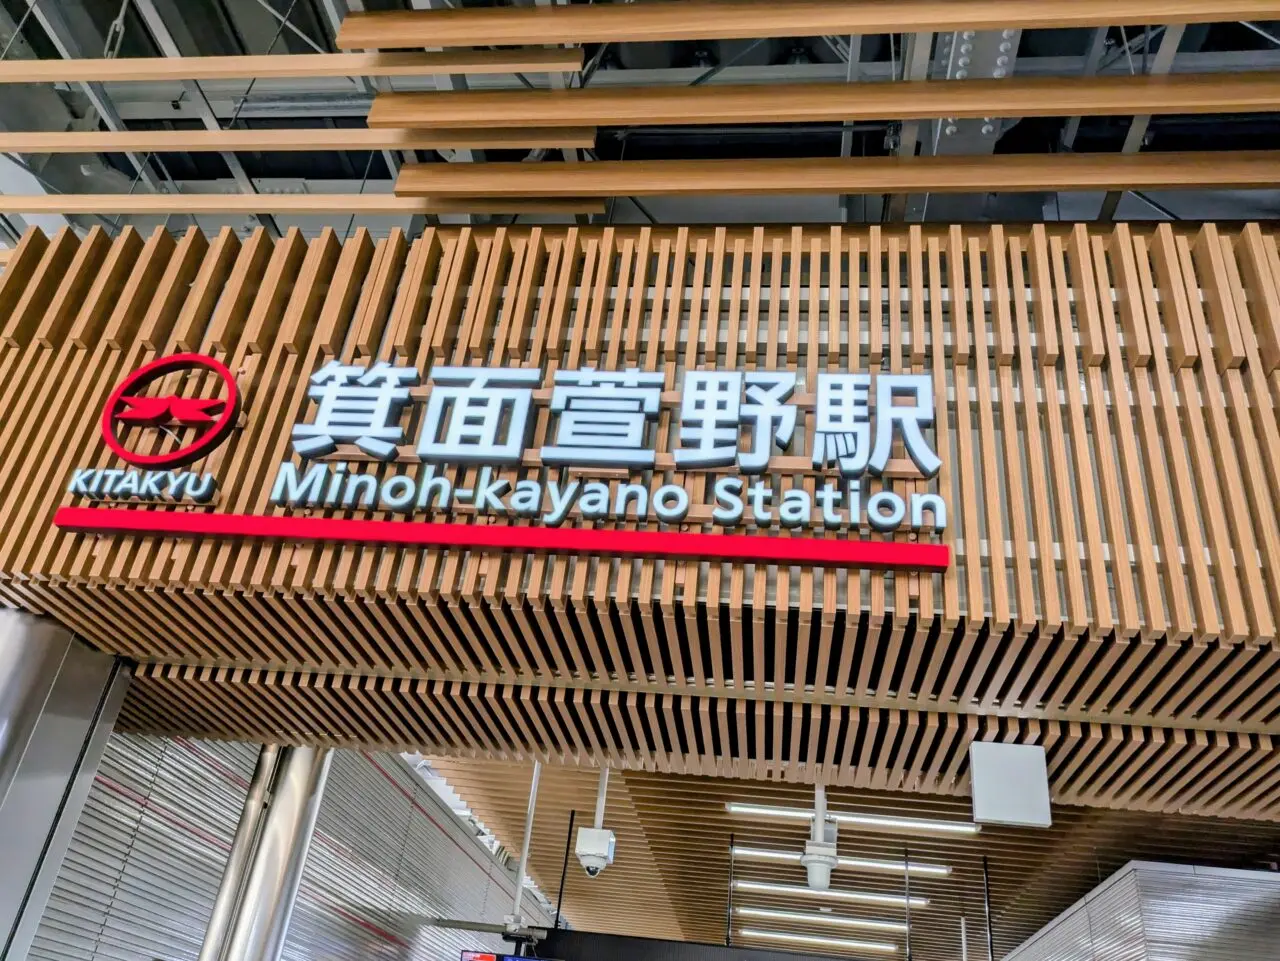 箕面萱野駅
KITAKYU
Minoh-kayano Station